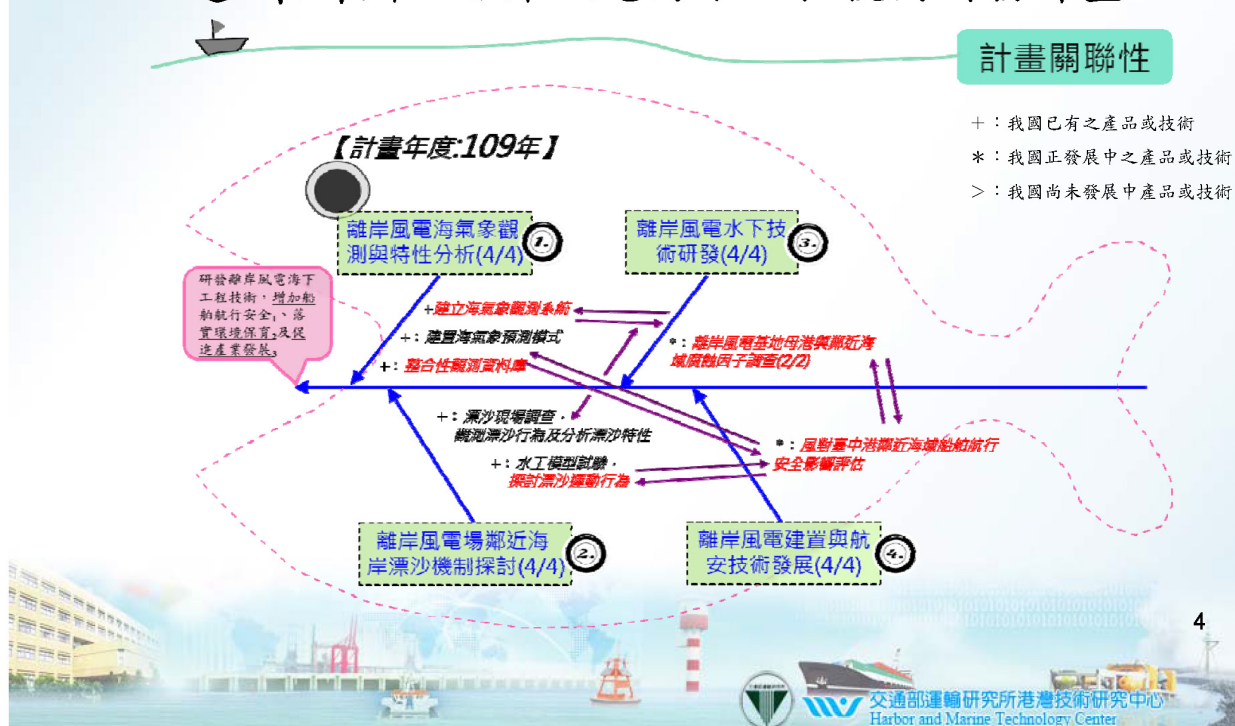 計畫關聯性
+：我國已有之產品或技術
*：我國正發展中之產品或技術
>：我國尚未發展中產品或技術
【計畫年度:109年】
離岸風電海氣象觀
測與特性分析(4/4)
1.
離岸風電水下技
術研發(4/4)
3.
研發離岸風電海下
工程技術，增加船
舶航行安全1、落
實環境保育2及促
進產業發展3
+建立海氣象觀測系統
+：建置海氣象預測模式
+：整合性觀測資料庫
*：離岸風電基地母港與鄰近海
域腐蝕因子調查(2/2)
+：漂沙現場調查，
觀測漂沙行為及分析漂沙特性
+：水工模型試驗，
探討漂沙運動行為
*：風對臺中港鄰近海域船舶航行
安全影響評估
離岸風電場鄰近海
岸漂沙機制探討(4/4)
2.
離岸風電建置與航
安技術發展(4/4)
4.
4
交通部運輸研究所港灣技術研究中心
Harbor and Marine Technology Center